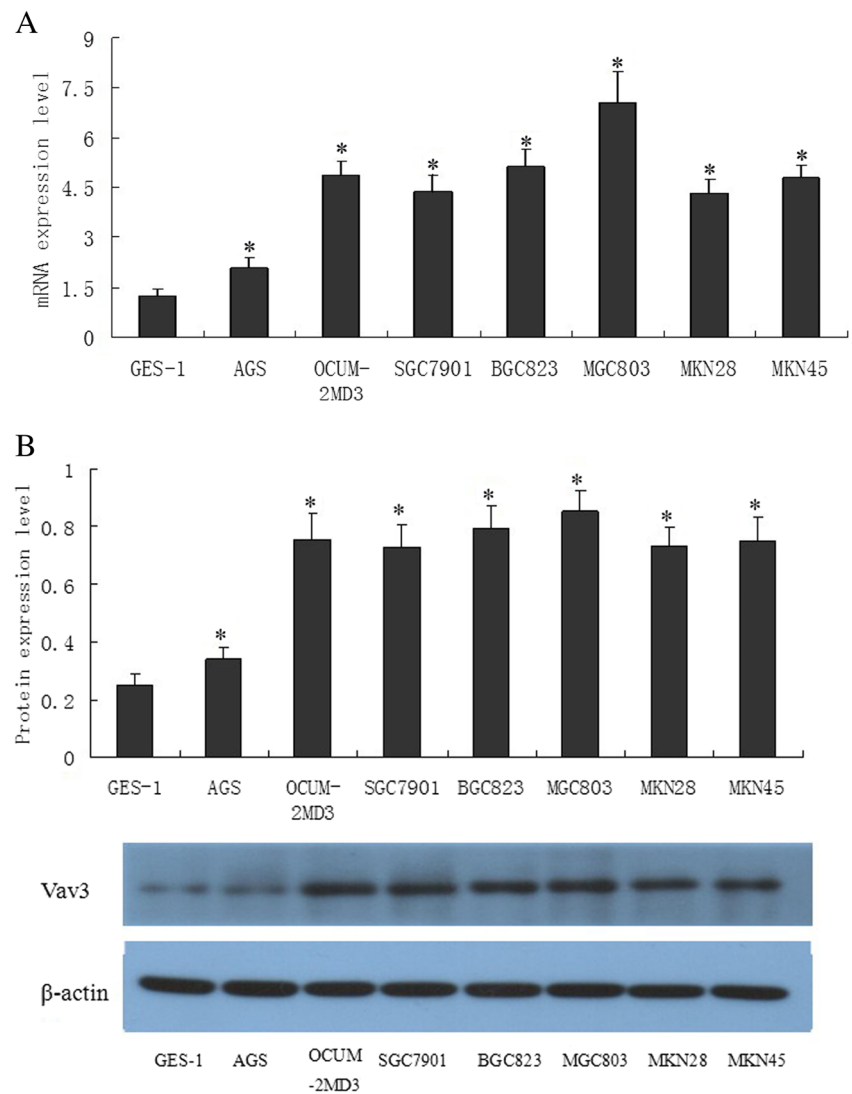 A
9
7.5
6
4.5
3
1.5
0
mRNA expression level
*
*
*
*
*
*
*
GES-1 AGS OCUM- SGC7901 BGC823 MGC803 MKN28 MKN45
2MD3
B
1
0.8
0.6
0.4
0.2
0
Protein expression level
*
*
*
*
*
*
*
GES-1 AGS OCUM- SGC7901 BGC823 MGC803 MKN28 MKN45
2MD3
Vav3
β-actin
GES-1 AGS OCUM SGC7901 BGC823 MGC803 MKN28 MKN45
-2MD3